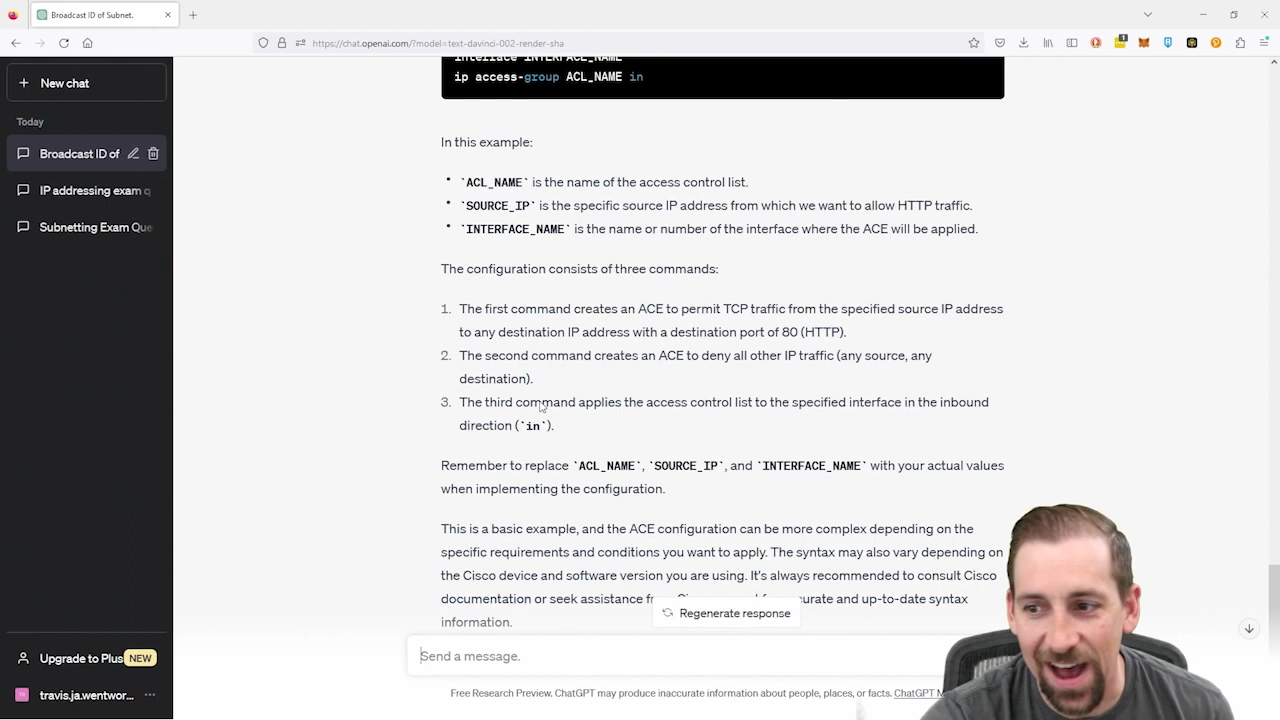 Broadcast ID of Subnet.
https://chat.openai.com/?model=text-davinci-002-render-sha
1
New chat
Today
Broadcast ID of
IP addressing exam q
Subnetting Exam Que
Upgrade to Plus NEW
travis.ja.wentwor...
interface INTERFACE_NAME
ip access-group ACL_NAME in
In this example:
• `ACL_NAME` is the name of the access control list.
• `SOURCE_IP` is the specific source IP address from which we want to allow HTTP traffic.
• `INTERFACE_NAME` is the name or number of the interface where the ACE will be applied.
The configuration consists of three commands:
1. The first command creates an ACE to permit TCP traffic from the specified source IP address
to any destination IP address with a destination port of 80 (HTTP).
2. The second command creates an ACE to deny all other IP traffic (any source, any
destination).
3. The third command applies the access control list to the specified interface in the inbound
direction (`in`).
Remember to replace `ACL_NAME`, `SOURCE_IP`, and `INTERFACE_NAME` with your actual values
when implementing the configuration.
This is a basic example, and the ACE configuration can be more complex depending on the
specific requirements and conditions you want to apply. The syntax may also vary depending on
the Cisco device and software version you are using. It's always recommended to consult Cisco
documentation or seek assistance and up-to-date syntax
information.
Regenerate response
Send a message.
Free Research Preview. ChatGPT may produce inaccurate information about people, places, or facts. ChatGPT M